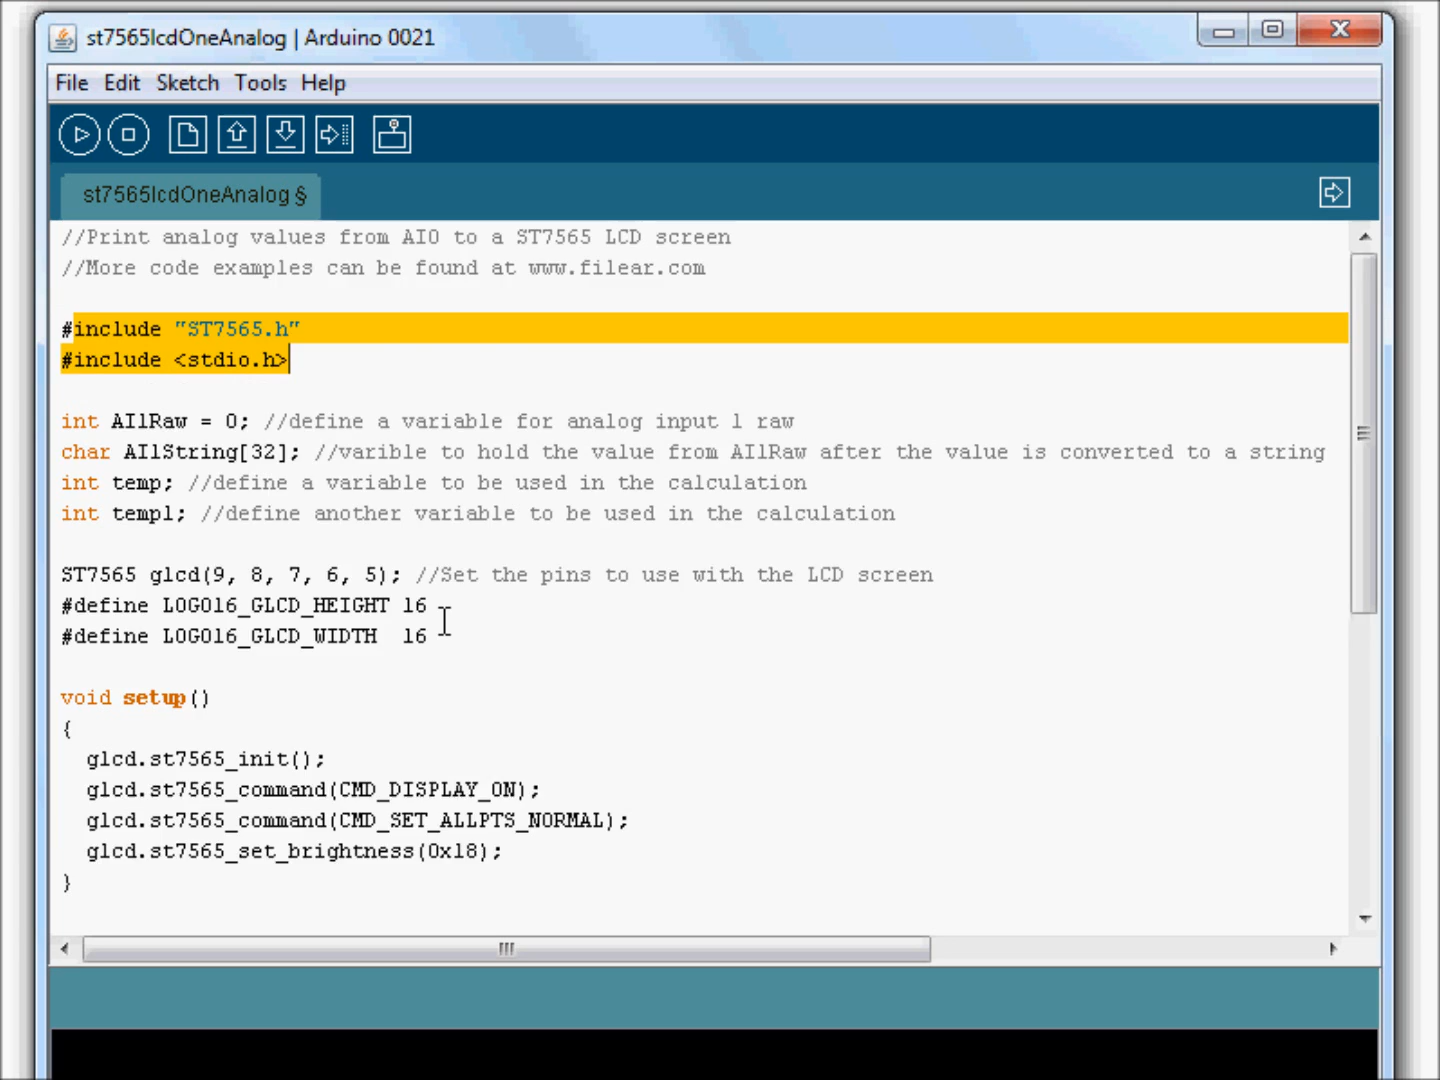 st7565lcdOneAnalog | Arduino 0021
File Edit Sketch Tools Help
st7565lcdOneAnalog §
//Print analog values from AI0 to a ST7565 LCD screen
//More code examples can be found at www.filear.com
#include "ST7565.h"
#include <stdio.h>
int AI1Raw = 0; //define a variable for analog input 1 raw
char AI1String[32]; //varible to hold the value from AI1Raw after the value is converted to a string
int temp; //define a variable to be used in the calculation
int temp1; //define another variable to be used in the calculation
ST7565 glcd(9, 8, 7, 6, 5); //Set the pins to use with the LCD screen
#define LOGO16_GLCD_HEIGHT 16
#define LOGO16_GLCD_WIDTH  16
void setup()
{
  glcd.st7565_init();
  glcd.st7565_command(CMD_DISPLAY_ON);
  glcd.st7565_command(CMD_SET_ALLPTS_NORMAL);
  glcd.st7565_set_brightness(0x18);
}